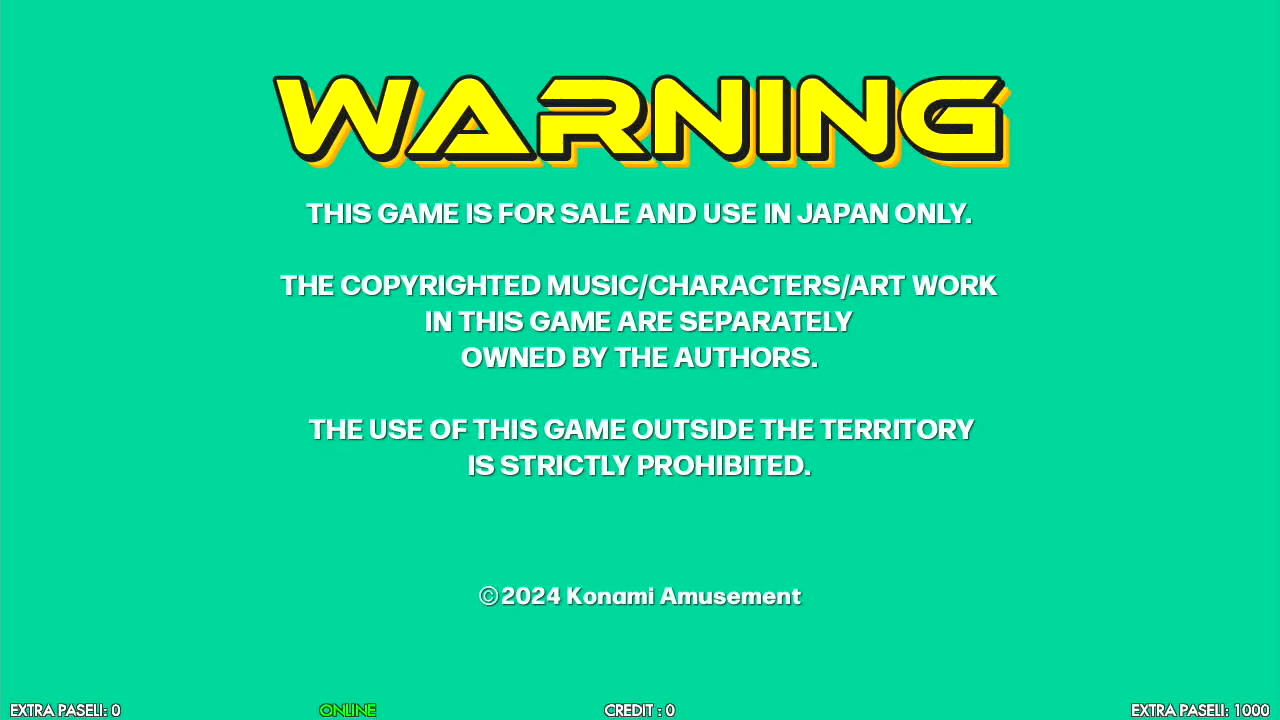 WARNING
THIS GAME IS FOR SALE AND USE IN JAPAN ONLY.
THE COPYRIGHTED MUSIC/CHARACTERS/ART WORK
IN THIS GAME ARE SEPARATELY
OWNED BY THE AUTHORS.
THE USE OF THIS GAME OUTSIDE THE TERRITORY
IS STRICTLY PROHIBITED.
©2024 Konami Amusement
EXTRA PASELI: 0 ONLINE CREDIT : 0 EXTRA PASELI: 1000